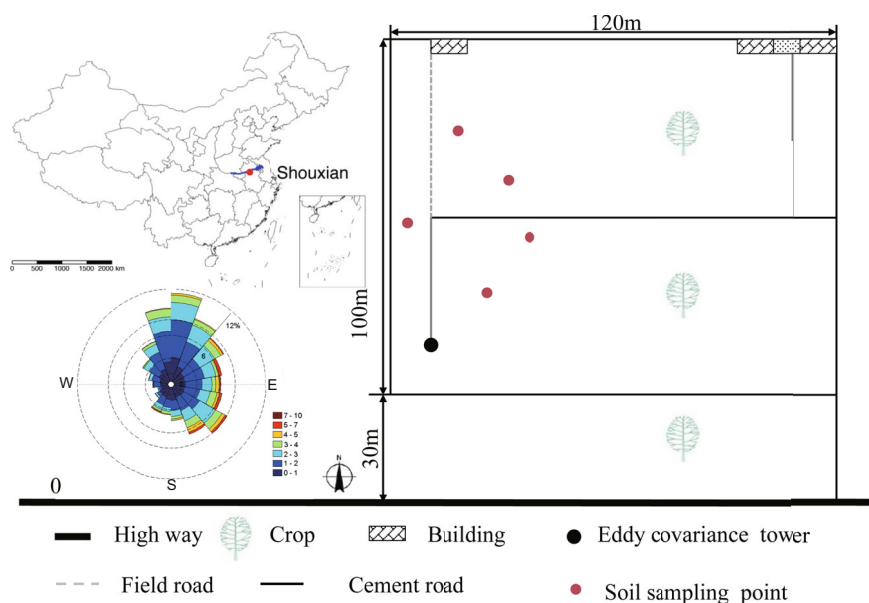 120m
Shouxian
0 500 1000 1500 2000 km
100m
12%
6
W
E
S
7 - 10
5 - 7
4 - 5
3 - 4
2 - 3
1 - 2
0 - 1
N
30m
0
High way
Crop
Building
Eddy covariance tower
Field road
Cement road
Soil sampling point